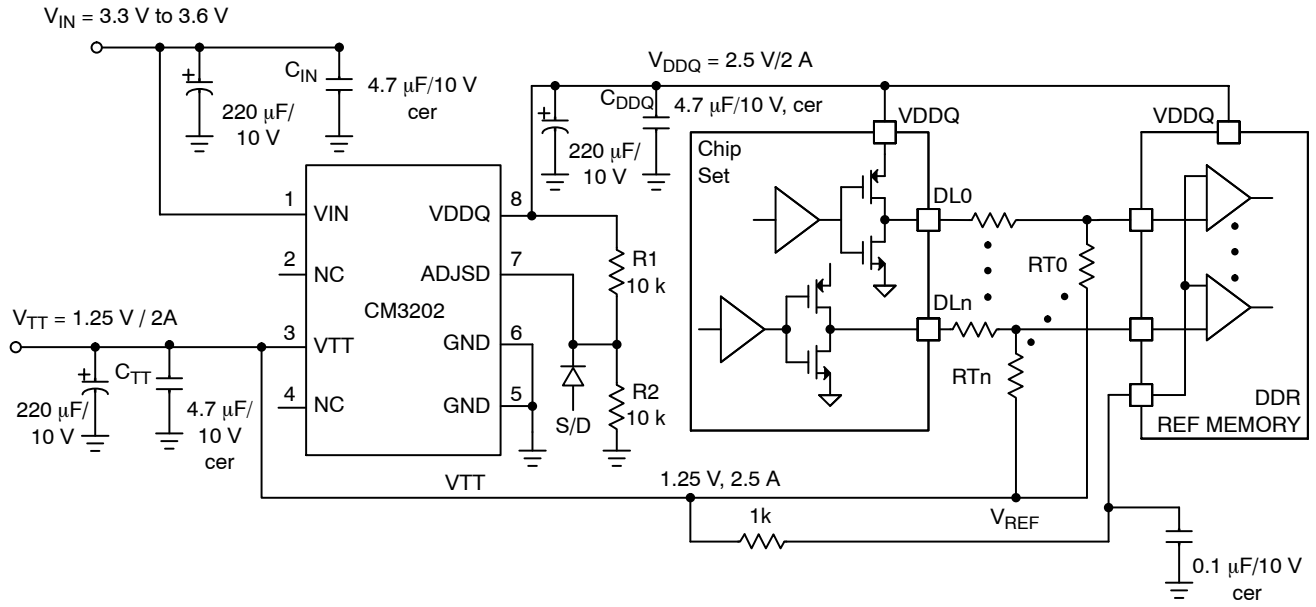 V_IN = 3.3 V to 3.6 V
C_IN
220 μF/
10 V
4.7 μF/10 V
cer
V_DDQ = 2.5 V/2 A
C_DDQ
4.7 μF/10 V, cer
220 μF/
10 V
VDDQ
VDDQ
Chip
Set
DL0
RT0
DLn
RTn
DDR
REF MEMORY
1
VIN
2
NC
3
VTT
4
NC
CM3202
8
VDDQ
7
ADJSD
6
GND
5
GND
R1
10 k
R2
10 k
S/D
V_TT = 1.25 V / 2A
C_TT
220 μF/
10 V
4.7 μF/
10 V
cer
VTT
1.25 V, 2.5 A
1k
V_REF
0.1 μF/10 V
cer